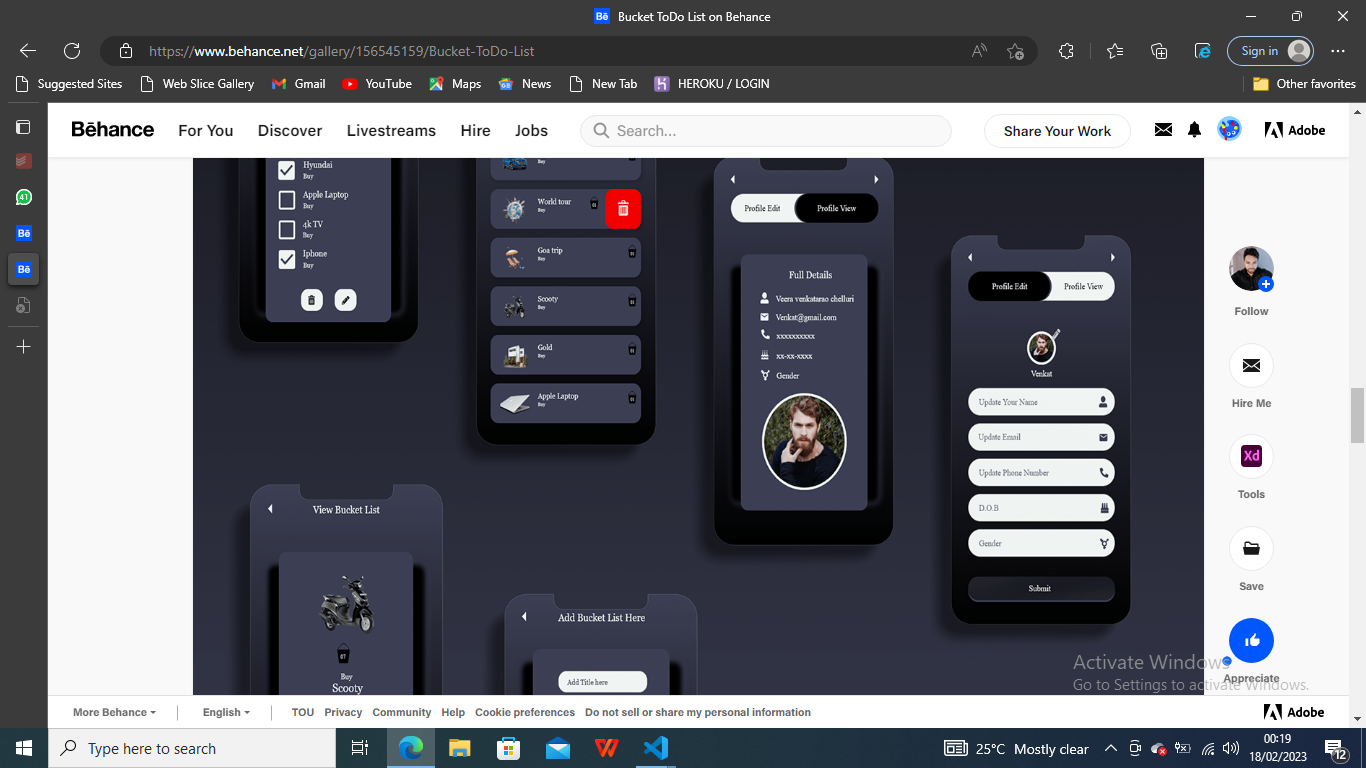 Bē Bucket ToDo List on Behance
https://www.behance.net/gallery/156545159/Bucket-ToDo-List
Sign in
Suggested Sites
Web Slice Gallery
Gmail
YouTube
Maps
News
New Tab
HEROKU / LOGIN
Other favorites
Bēhance
For You
Discover
Livestreams
Hire
Jobs
Search...
Share Your Work
Adobe
41
Bē
Bē
Hyundai
Buy
Apple Laptop
Buy
4k TV
Buy
Iphone
Buy
Buy
World tour
Buy
Goa trip
Buy
Scooty
Buy
Gold
Buy
Apple Laptop
Buy
Profile Edit
Profile View
Full Details
Veera venkatarao chelluri
Venkat@gmail.com
xxxxxxxxxx
xx-xx-xxxx
Gender
Profile Edit
Profile View
Venkat
Update Your Name
Update Email
Update Phone Number
D.O.B
Gender
Submit
View Bucket List
07
Buy
Scooty
Add Bucket List Here
Add Title here
Follow
Hire Me
Xd
Tools
Save
Appreciate
Activate Windows
Go to Settings to activate Windows.
More Behance
English
TOU
Privacy
Community
Help
Cookie preferences
Do not sell or share my personal information
Adobe
Type here to search
25°C Mostly clear
00:19
18/02/2023
12